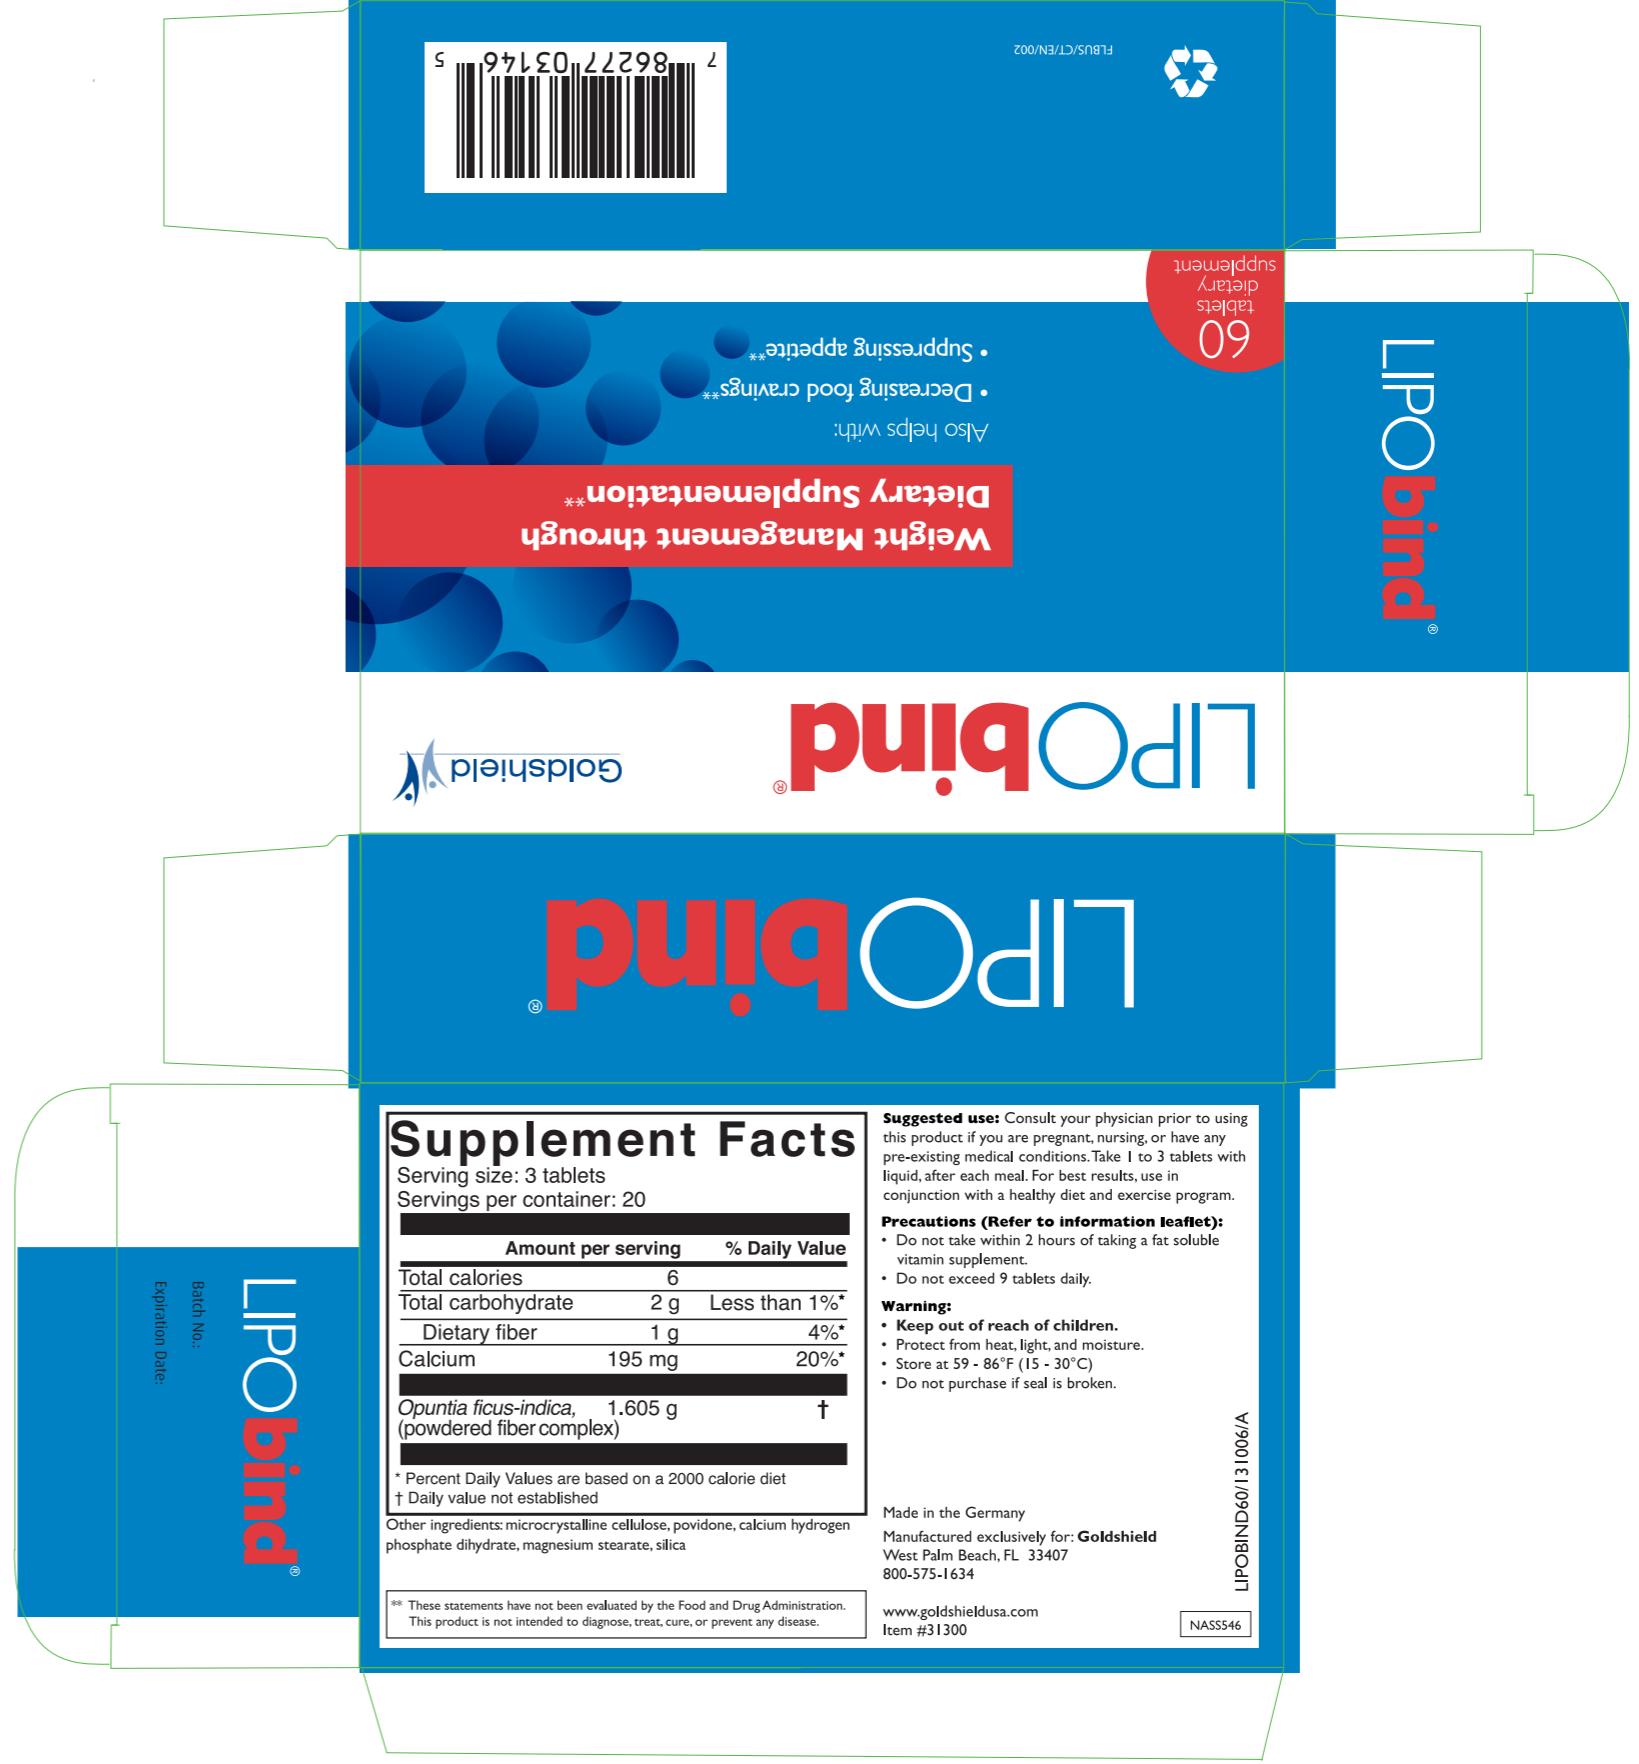 7 86277 03146 5
FLBUS/CT/EN/002
60
tablets
dietary
supplement
• Suppressing appetite**
• Decreasing food cravings**
Also helps with:
Weight Management through
Dietary Supplementation**
LIPObind®
Goldshield
LIPObind®
LIPObind®
Supplement Facts
Serving size: 3 tablets
Servings per container: 20
Amount per serving % Daily Value
Total calories 6
Total carbohydrate 2 g Less than 1%*
Dietary fiber 1 g 4%*
Calcium 195 mg 20%*
Opuntia ficus-indica, 1.605 g †
(powdered fiber complex)
* Percent Daily Values are based on a 2000 calorie diet
† Daily value not established
Other ingredients: microcrystalline cellulose, povidone, calcium hydrogen
phosphate dihydrate, magnesium stearate, silica
** These statements have not been evaluated by the Food and Drug Administration.
This product is not intended to diagnose, treat, cure, or prevent any disease.
Suggested use: Consult your physician prior to using
this product if you are pregnant, nursing, or have any
pre-existing medical conditions. Take 1 to 3 tablets with
liquid, after each meal. For best results, use in
conjunction with a healthy diet and exercise program.
Precautions (Refer to information leaflet):
• Do not take within 2 hours of taking a fat soluble
vitamin supplement.
• Do not exceed 9 tablets daily.
Warning:
• Keep out of reach of children.
• Protect from heat, light, and moisture.
• Store at 59 - 86°F (15 - 30°C)
• Do not purchase if seal is broken.
Made in the Germany
Manufactured exclusively for: Goldshield
West Palm Beach, FL 33407
800-575-1634
www.goldshieldusa.com
Item #31300
LIPOBIND60/131006/A
NASS546
LIPObind®
Batch No.:
Expiration Date: